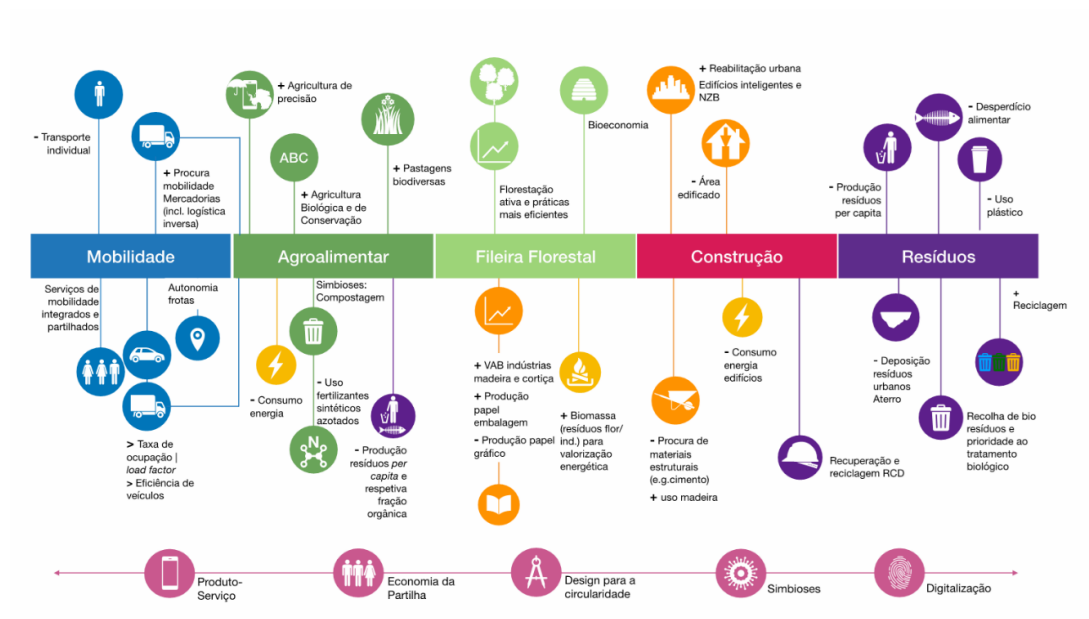 - Transporte
individual
+ Procura
mobilidade
Mercadorias
(incl. logística
inversa)
+ Agricultura de
precisão
ABC
+ Agricultura
Biológica e de
Conservação
+ Pastagens
biodiversas
Florestação
ativa e práticas
mais eficientes
Bioeconomia
+ Reabilitação urbana
Edifícios inteligentes e
NZB
- Área
edificado
- Produção
resíduos
per capita
- Desperdício
alimentar
- Uso
plástico
Mobilidade
Agroalimentar
Fileira Florestal
Construção
Resíduos
Serviços de
mobilidade
integrados e
partilhados
Autonomia
frotas
> Taxa de
ocupação |
load factor
> Eficiência de
veículos
- Consumo
energia
Simbioses:
Compostagem
- Uso
fertilizantes
sintéticos
azotados
N
- Produção
resíduos per
capita e
respetiva
fração
orgânica
+ VAB indústrias
madeira e cortiça
+ Produção
papel
embalagem
- Produção papel
gráfico
+ Biomassa
(resíduos flor/
ind.) para
valorização
energética
- Procura de
materiais
estruturais
(e.g.cimento)
+ uso madeira
- Consumo
energia
edifícios
Recuperação e
reciclagem RCD
- Deposição
resíduos
urbanos
Aterro
+
Reciclagem
Recolha de bio
resíduos e
prioridade ao
tratamento
biológico
Produto-
Serviço
Economia da
Partilha
Design para a
circularidade
Simbioses
Digitalização